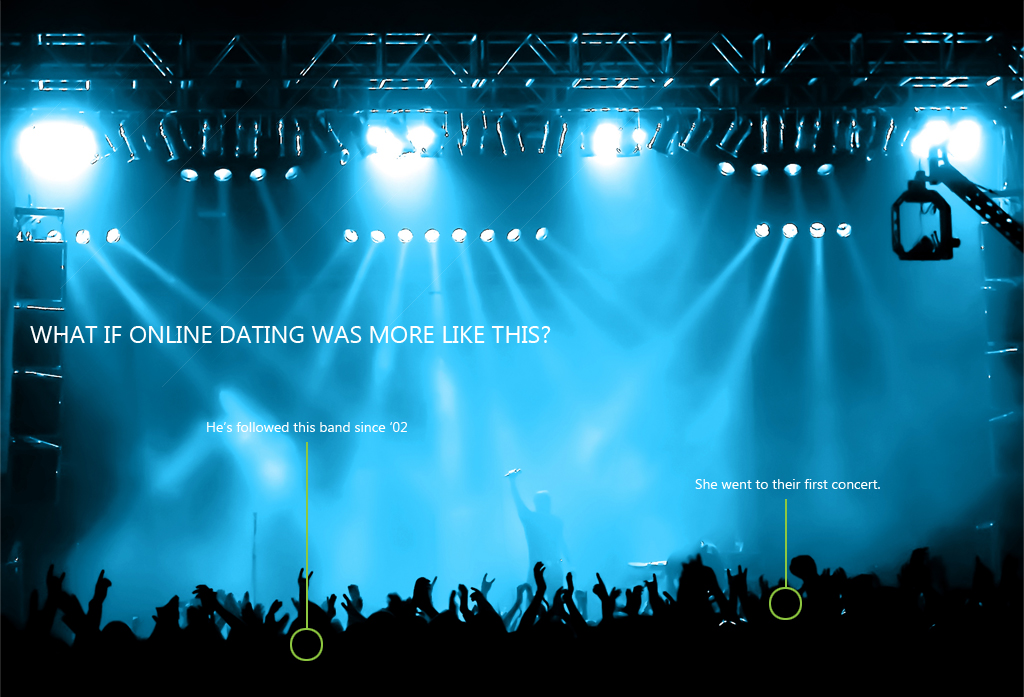 WHAT IF ONLINE DATING WAS MORE LIKE THIS?
He's followed this band since '02
She went to their first concert.